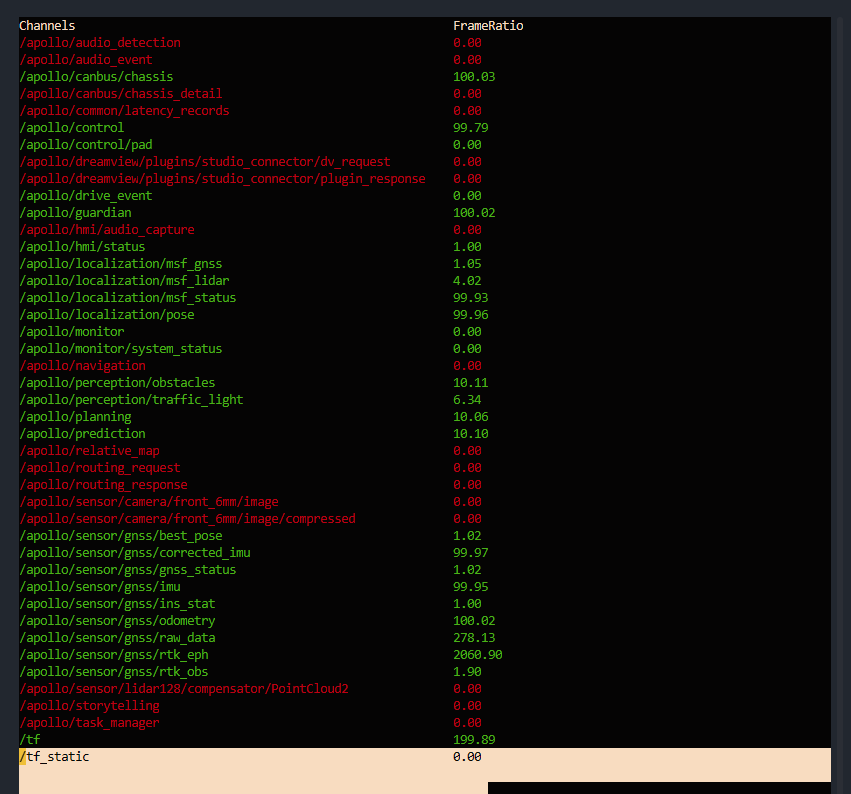 Channels FrameRatio
/apollo/audio_detection 0.00
/apollo/audio_event 0.00
/apollo/canbus/chassis 100.03
/apollo/canbus/chassis_detail 0.00
/apollo/common/latency_records 0.00
/apollo/control 99.79
/apollo/control/pad 0.00
/apollo/dreamview/plugins/studio_connector/dv_request 0.00
/apollo/dreamview/plugins/studio_connector/plugin_response 0.00
/apollo/drive_event 0.00
/apollo/guardian 100.02
/apollo/hmi/audio_capture 0.00
/apollo/hmi/status 1.00
/apollo/localization/msf_gnss 1.05
/apollo/localization/msf_lidar 4.02
/apollo/localization/msf_status 99.93
/apollo/localization/pose 99.96
/apollo/monitor 0.00
/apollo/monitor/system_status 0.00
/apollo/navigation 0.00
/apollo/perception/obstacles 10.11
/apollo/perception/traffic_light 6.34
/apollo/planning 10.06
/apollo/prediction 10.10
/apollo/relative_map 0.00
/apollo/routing_request 0.00
/apollo/routing_response 0.00
/apollo/sensor/camera/front_6mm/image 0.00
/apollo/sensor/camera/front_6mm/image/compressed 0.00
/apollo/sensor/gnss/best_pose 1.02
/apollo/sensor/gnss/corrected_imu 99.97
/apollo/sensor/gnss/gnss_status 1.02
/apollo/sensor/gnss/imu 99.95
/apollo/sensor/gnss/ins_stat 1.00
/apollo/sensor/gnss/odometry 100.02
/apollo/sensor/gnss/raw_data 278.13
/apollo/sensor/gnss/rtk_eph 2060.90
/apollo/sensor/gnss/rtk_obs 1.90
/apollo/sensor/lidar128/compensator/PointCloud2 0.00
/apollo/storytelling 0.00
/apollo/task_manager 0.00
/tf 199.89
/tf_static 0.00